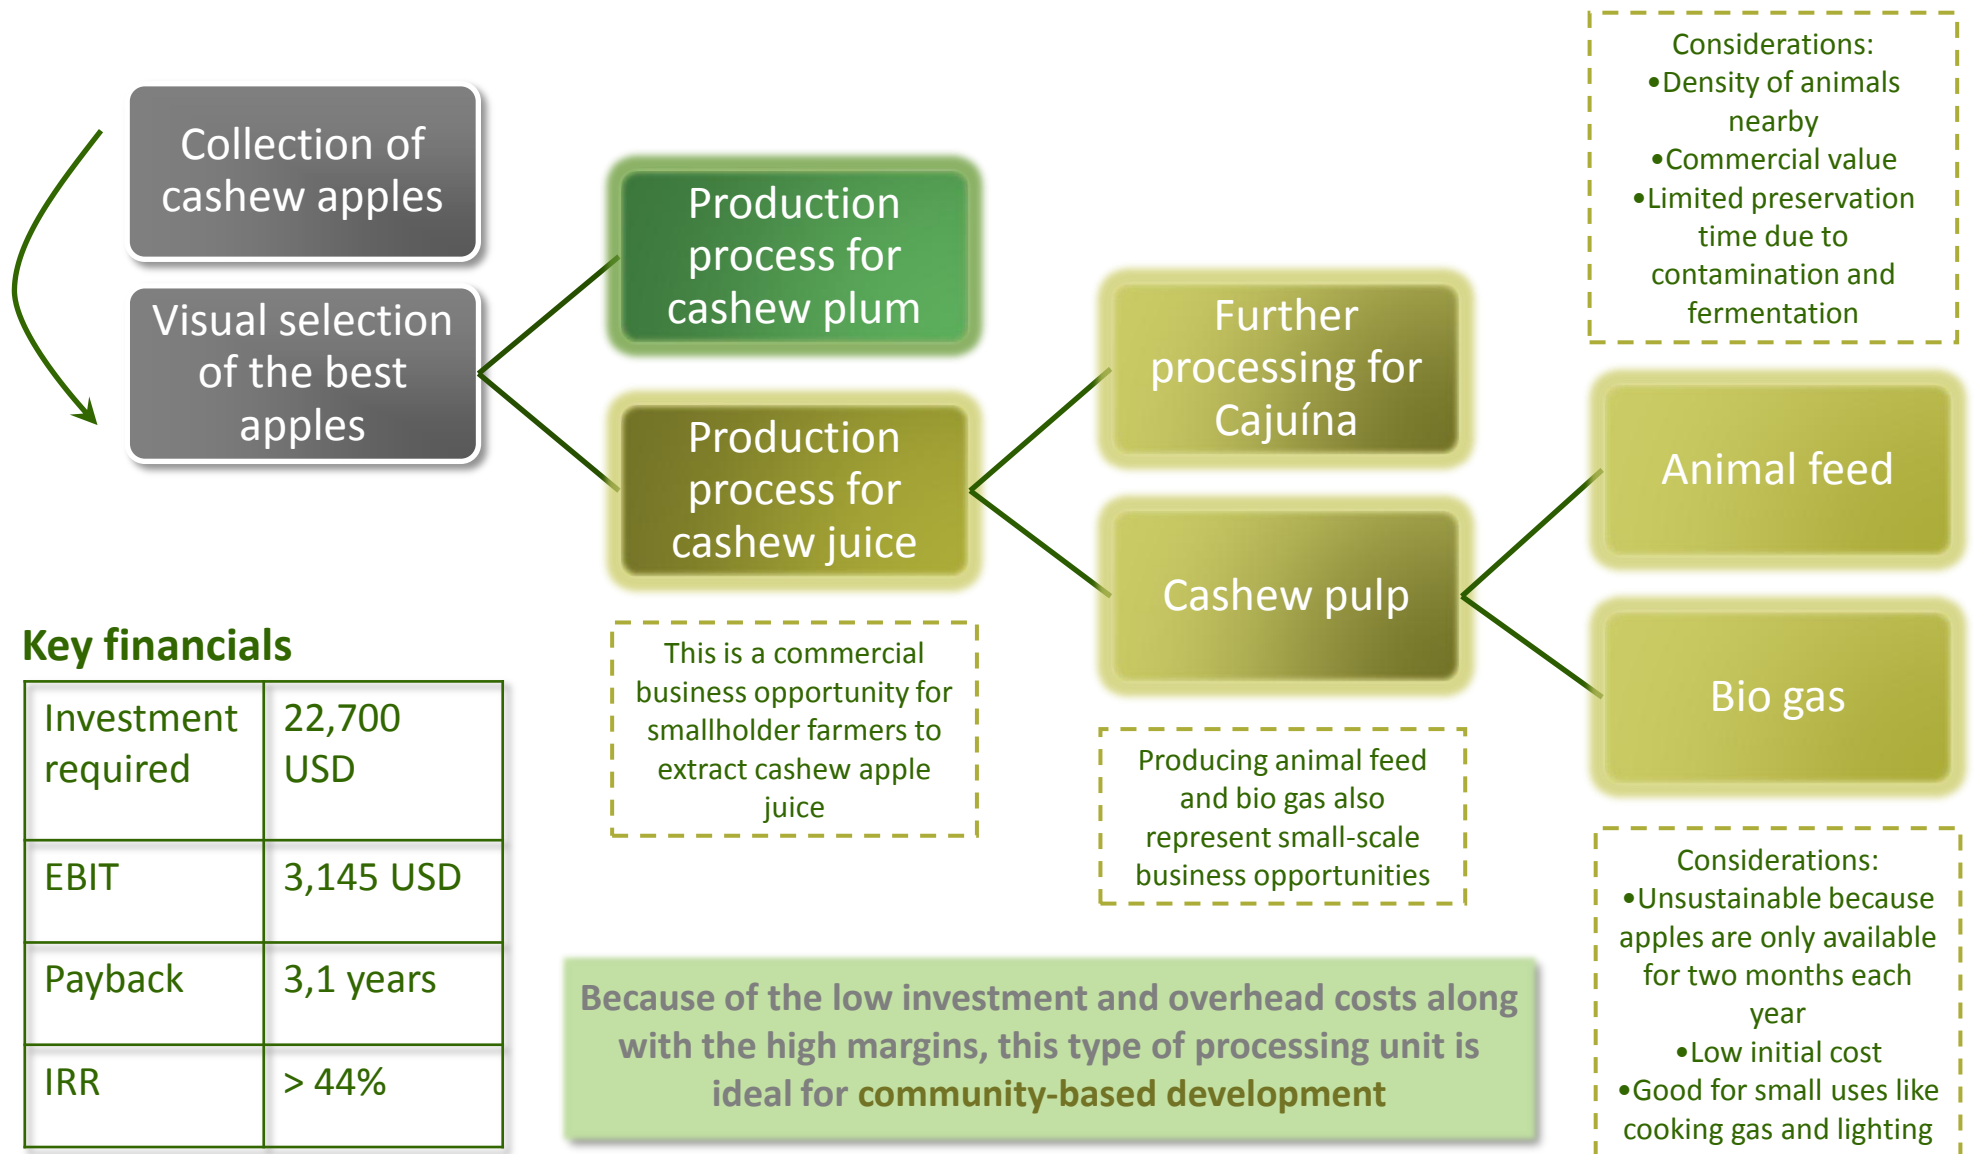 Collection of
cashew apples
Visual selection
of the best
apples
Production
process for
cashew plum
Production
process for
cashew juice
This is a commercial
business opportunity for
smallholder farmers to
extract cashew apple
juice
Further
processing for
Cajuína
Cashew pulp
Producing animal feed
and bio gas also
represent small-scale
business opportunities
Considerations:
•Density of animals
nearby
•Commercial value
•Limited preservation
time due to
contamination and
fermentation
Animal feed
Bio gas
Considerations:
•Unsustainable because
apples are only available
for two months each
year
•Low initial cost
•Good for small uses like
cooking gas and lighting
Key financials
Investment
required
22,700
USD
EBIT
3,145 USD
Payback
3,1 years
IRR
> 44%
Because of the low investment and overhead costs along
with the high margins, this type of processing unit is
ideal for community-based development